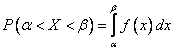 P(α < X < β) = ∫_α^β f(x) dx